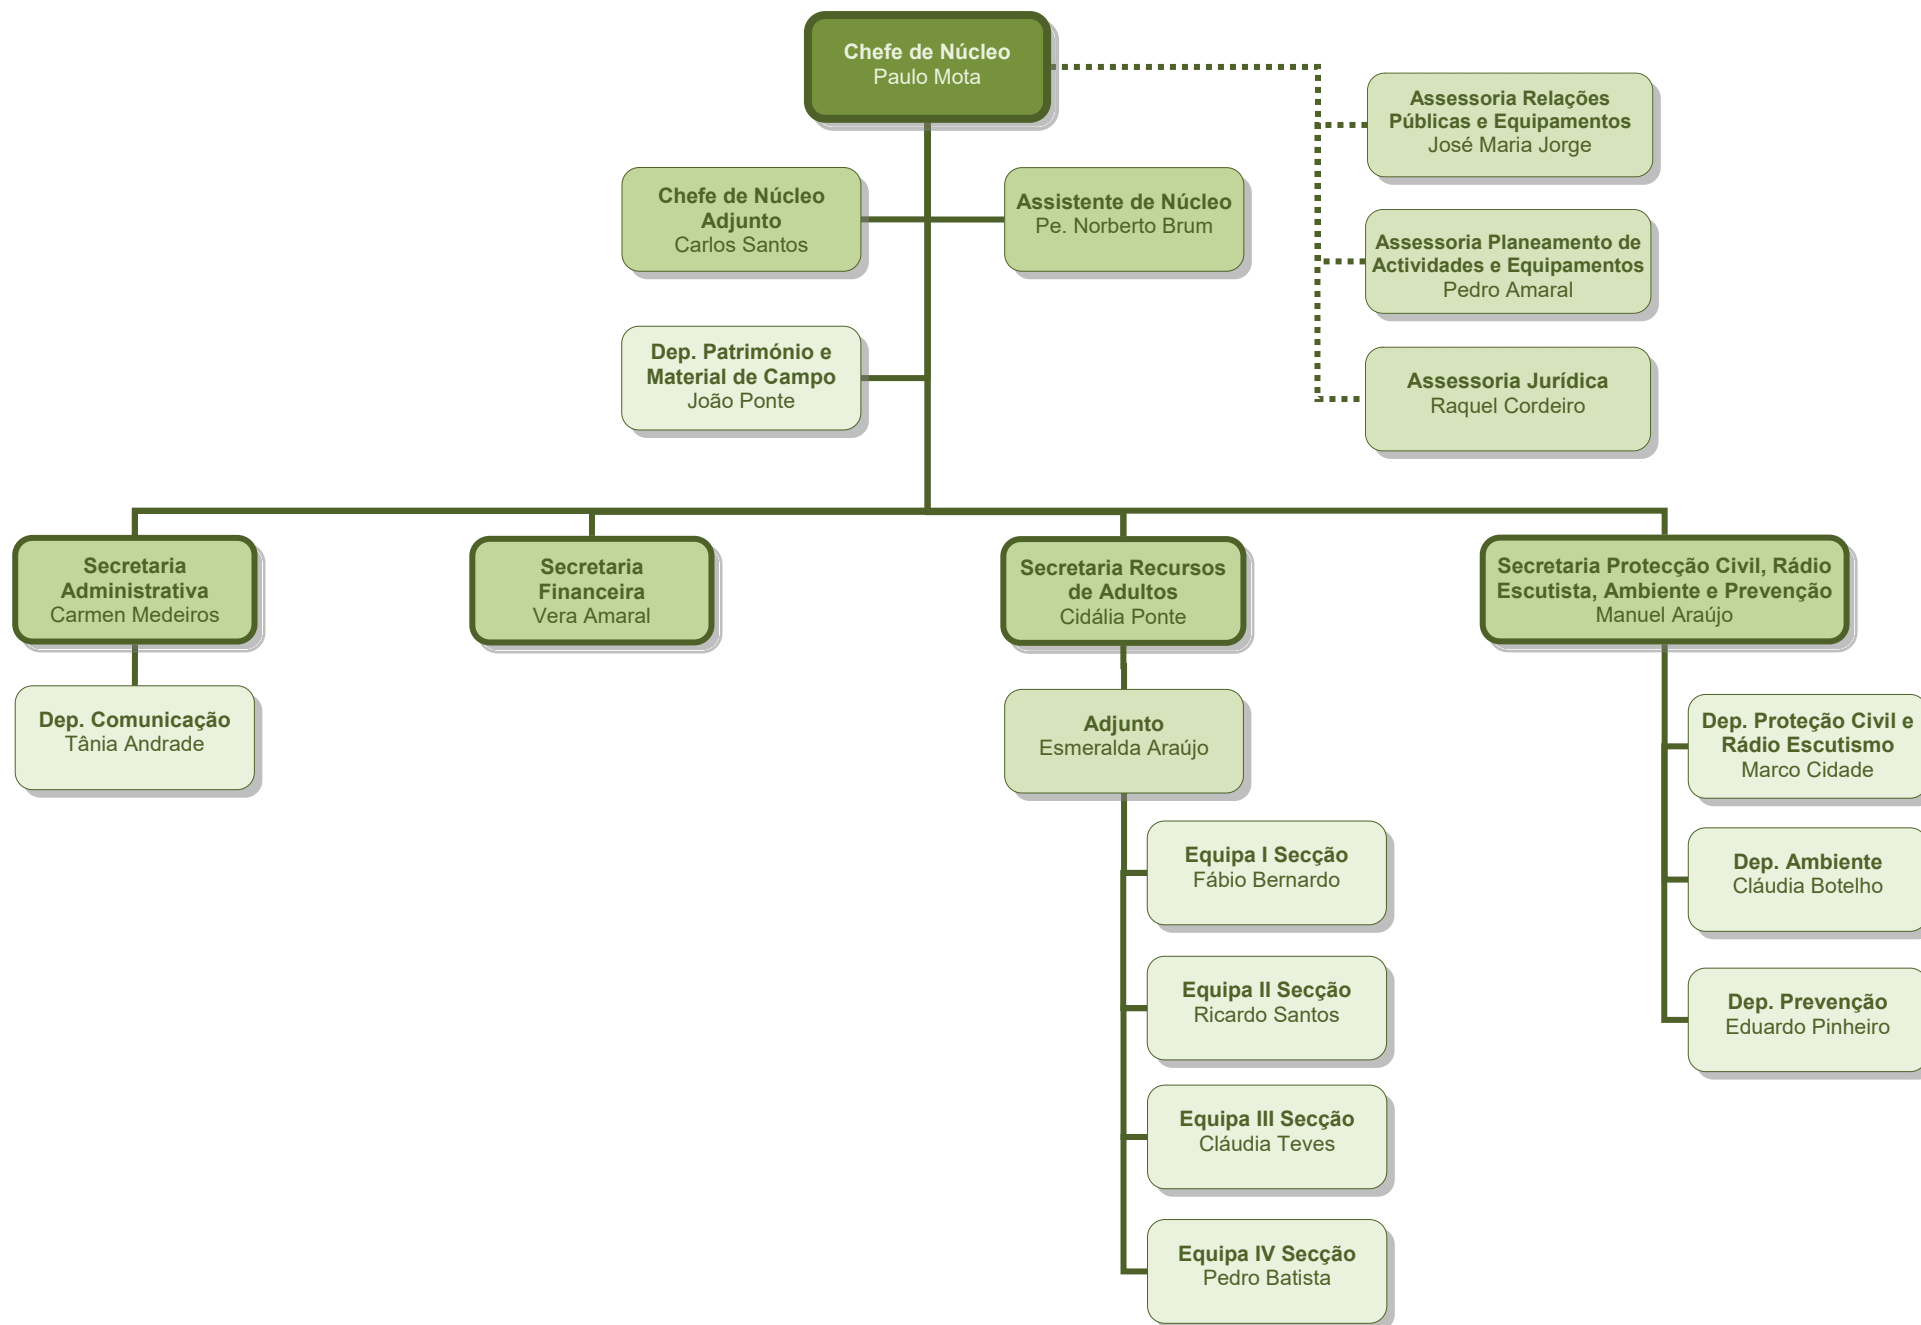 Chefe de Núcleo
Paulo Mota
Assessoria Relações
Públicas e Equipamentos
José Maria Jorge
Chefe de Núcleo
Adjunto
Carlos Santos
Assistente de Núcleo
Pe. Norberto Brum
Assessoria Planeamento de
Actividades e Equipamentos
Pedro Amaral
Dep. Património e
Material de Campo
João Ponte
Assessoria Jurídica
Raquel Cordeiro
Secretaria
Administrativa
Carmen Medeiros
Secretaria
Financeira
Vera Amaral
Secretaria Recursos
de Adultos
Cidália Ponte
Secretaria Protecção Civil, Rádio
Escutista, Ambiente e Prevenção
Manuel Araújo
Dep. Comunicação
Tânia Andrade
Adjunto
Esmeralda Araújo
Dep. Proteção Civil e
Rádio Escutismo
Marco Cidade
Equipa I Secção
Fábio Bernardo
Dep. Ambiente
Cláudia Botelho
Equipa II Secção
Ricardo Santos
Dep. Prevenção
Eduardo Pinheiro
Equipa III Secção
Cláudia Teves
Equipa IV Secção
Pedro Batista